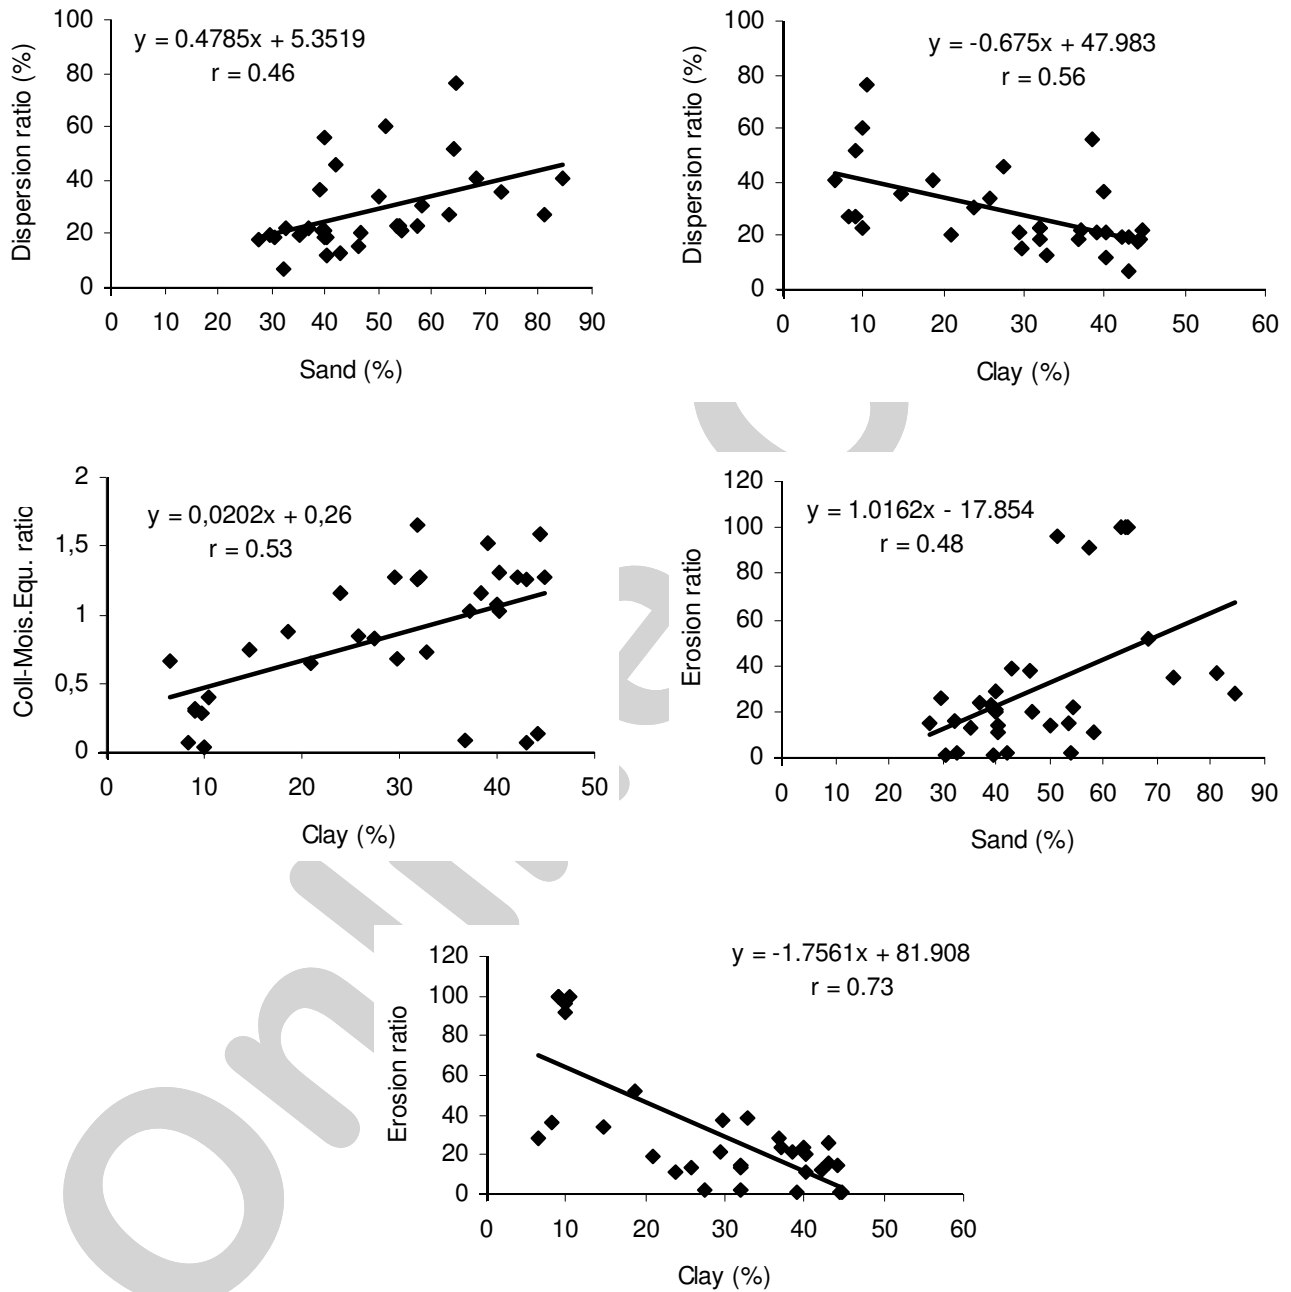 y = 0.4785x + 5.3519
r = 0.46
Dispersion ratio (%)
100
80
60
40
20
0
0 10 20 30 40 50 60 70 80 90
Sand (%)
y = -0.675x + 47.983
r = 0.56
Dispersion ratio (%)
100
80
60
40
20
0
0 10 20 30 40 50 60
Clay (%)
y = 0,0202x + 0,26
r = 0.53
Coll-Mois.Equ. ratio
2
1,5
1
0,5
0
0 10 20 30 40 50
Clay (%)
y = 1.0162x - 17.854
r = 0.48
Erosion ratio
120
100
80
60
40
20
0
0 10 20 30 40 50 60 70 80 90
Sand (%)
y = -1.7561x + 81.908
r = 0.73
Erosion ratio
120
100
80
60
40
20
0
0 10 20 30 40 50 60
Clay (%)